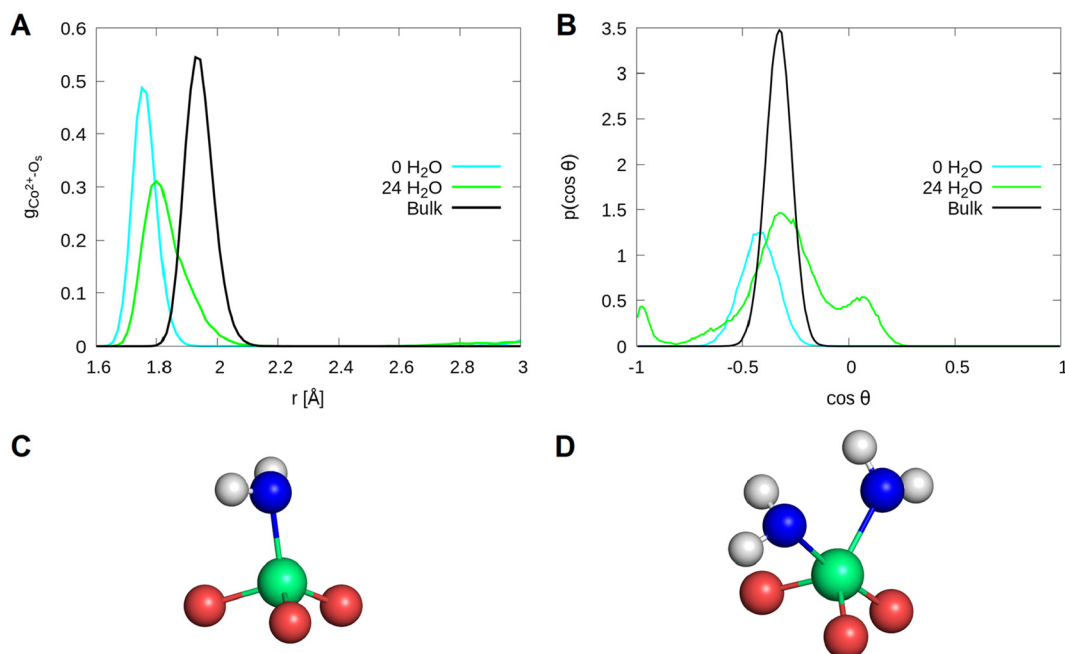 A
B
g Co²⁺-Oₛ
0.6
0.5
0.4
0.3
0.2
0.1
0
1.6 1.8 2 2.2 2.4 2.6 2.8 3
r [Å]
0 H₂O
24 H₂O
Bulk
p(cos θ)
3.5
3
2.5
2
1.5
1
0.5
0
-1 -0.5 0 0.5 1
cos θ
0 H₂O
24 H₂O
Bulk
C
D